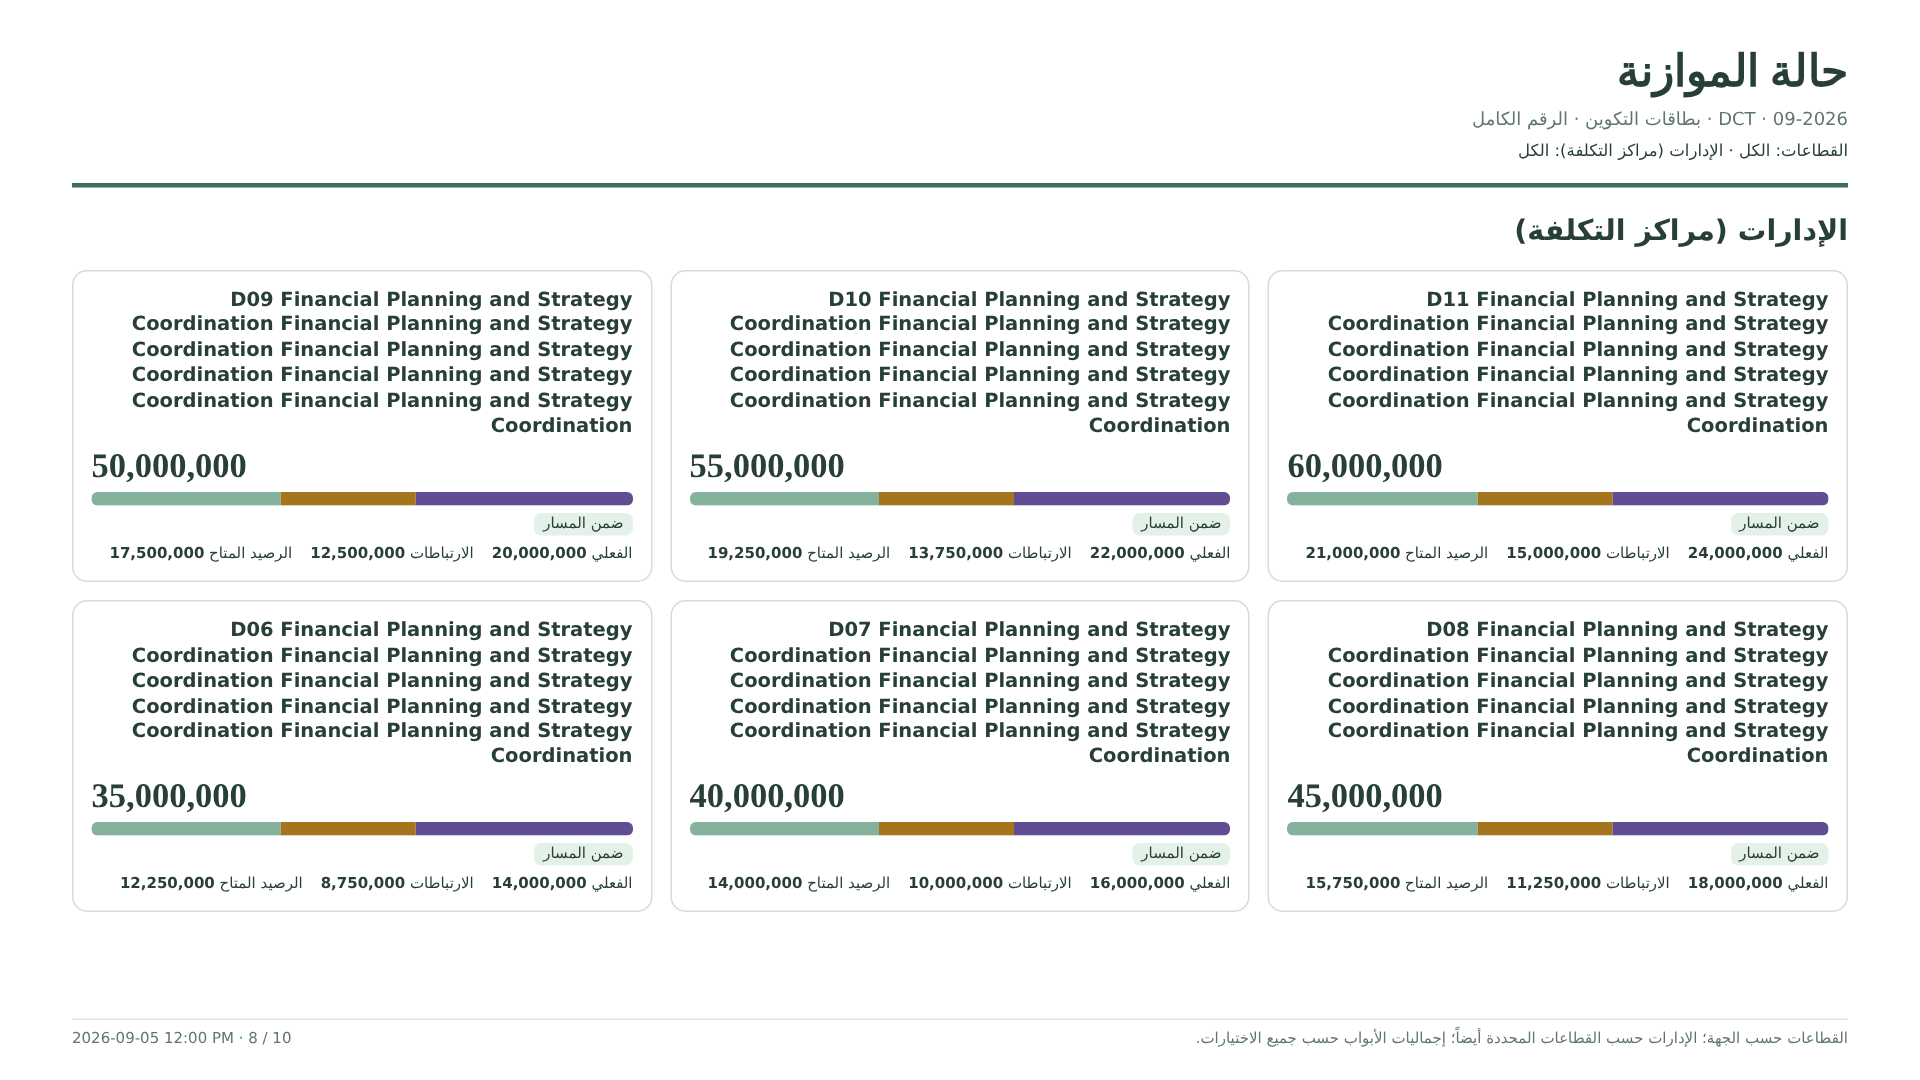 حالة الموازنة
DCT · 09-2026 · بطاقات التكوين · الرقم الكامل
القطاعات: الكل · الإدارات (مراكز التكلفة): الكل
الإدارات (مراكز التكلفة)
D11 Financial Planning and Strategy
Coordination Financial Planning and Strategy
Coordination Financial Planning and Strategy
Coordination Financial Planning and Strategy
Coordination Financial Planning and Strategy
Coordination
60,000,000
ضمن المسار
الفعلي 24,000,000 الارتباطات 15,000,000 الرصيد المتاح 21,000,000
D10 Financial Planning and Strategy
Coordination Financial Planning and Strategy
Coordination Financial Planning and Strategy
Coordination Financial Planning and Strategy
Coordination Financial Planning and Strategy
Coordination
55,000,000
ضمن المسار
الفعلي 22,000,000 الارتباطات 13,750,000 الرصيد المتاح 19,250,000
D09 Financial Planning and Strategy
Coordination Financial Planning and Strategy
Coordination Financial Planning and Strategy
Coordination Financial Planning and Strategy
Coordination Financial Planning and Strategy
Coordination
50,000,000
ضمن المسار
الفعلي 20,000,000 الارتباطات 12,500,000 الرصيد المتاح 17,500,000
D08 Financial Planning and Strategy
Coordination Financial Planning and Strategy
Coordination Financial Planning and Strategy
Coordination Financial Planning and Strategy
Coordination Financial Planning and Strategy
Coordination
45,000,000
ضمن المسار
الفعلي 18,000,000 الارتباطات 11,250,000 الرصيد المتاح 15,750,000
D07 Financial Planning and Strategy
Coordination Financial Planning and Strategy
Coordination Financial Planning and Strategy
Coordination Financial Planning and Strategy
Coordination Financial Planning and Strategy
Coordination
40,000,000
ضمن المسار
الفعلي 16,000,000 الارتباطات 10,000,000 الرصيد المتاح 14,000,000
D06 Financial Planning and Strategy
Coordination Financial Planning and Strategy
Coordination Financial Planning and Strategy
Coordination Financial Planning and Strategy
Coordination Financial Planning and Strategy
Coordination
35,000,000
ضمن المسار
الفعلي 14,000,000 الارتباطات 8,750,000 الرصيد المتاح 12,250,000
القطاعات حسب الجهة؛ الإدارات حسب القطاعات المحددة أيضاً؛ إجماليات الأبواب حسب جميع الاختيارات.
2026-09-05 12:00 PM · 8 / 10